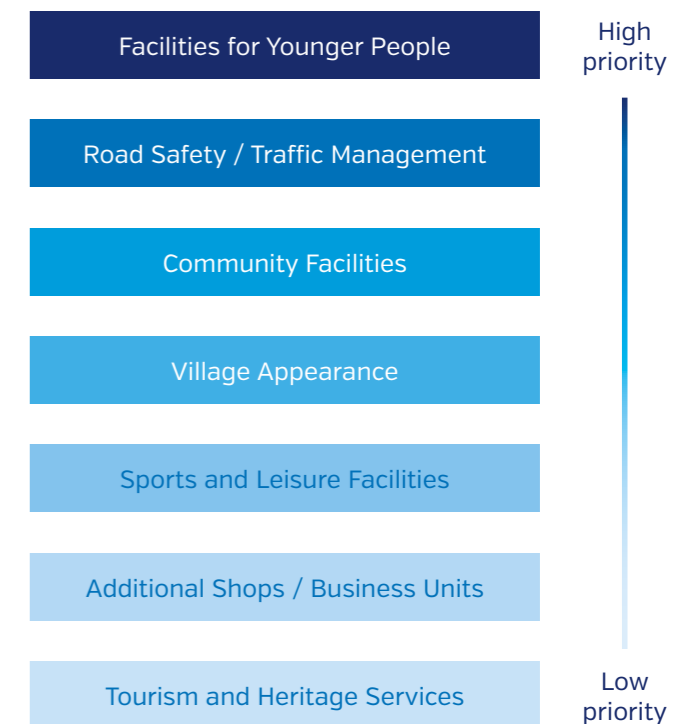 Facilities for Younger People
High
priority
Road Safety / Traffic Management
Community Facilities
Village Appearance
Sports and Leisure Facilities
Additional Shops / Business Units
Tourism and Heritage Services
Low
priority